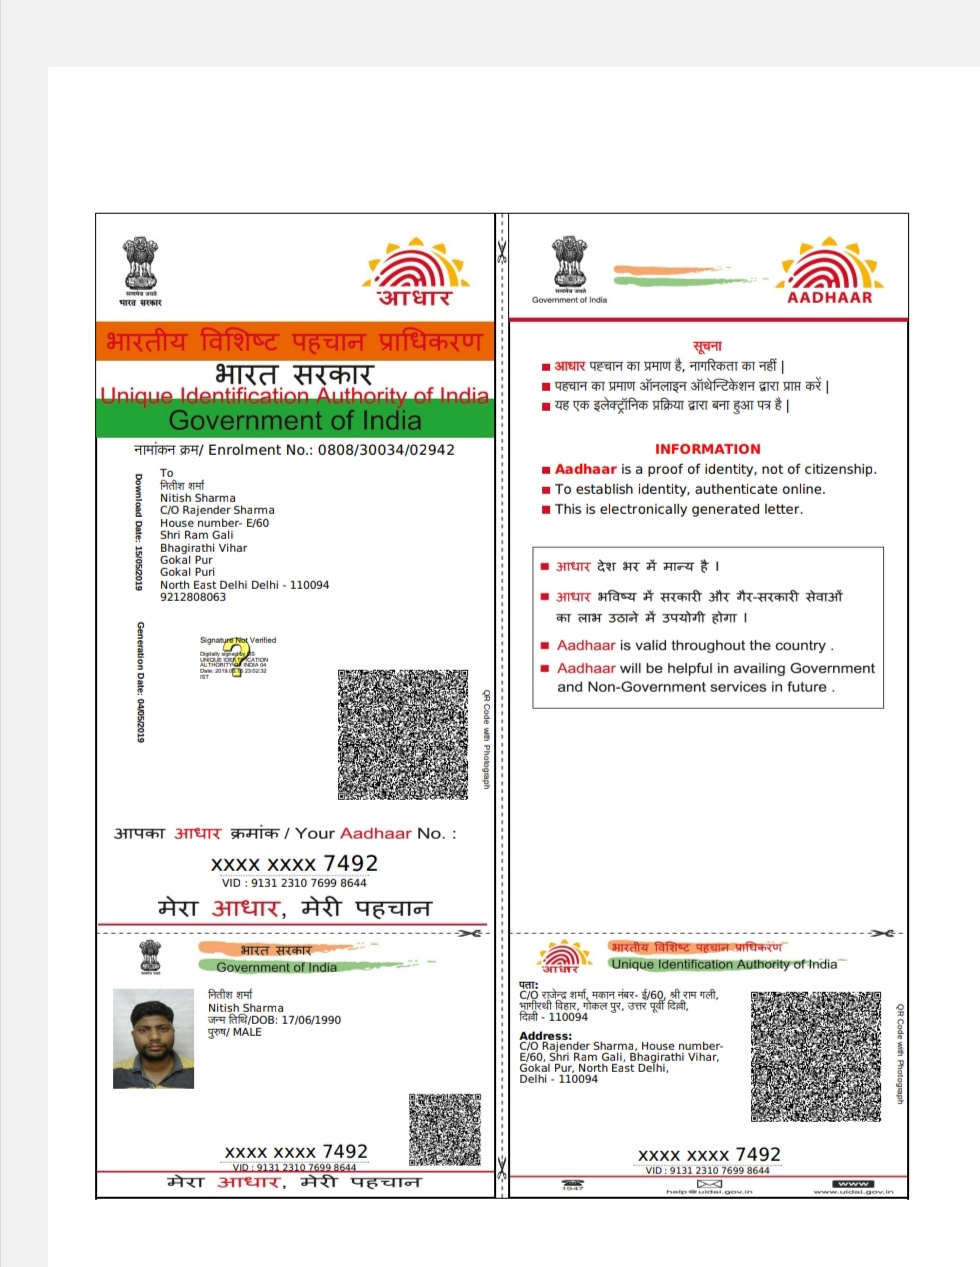 सत्यमेव जयते
भारत सरकार
आधार
भारतीय विशिष्ट पहचान प्राधिकरण
भारत सरकार
Unique Identification Authority of India
Government of India
नामांकन क्रम/ Enrolment No.: 0808/30034/02942
Download Date: 15/05/2019
Generation Date: 04/05/2019
To
नितीश शर्मा
Nitish Sharma
C/O Rajender Sharma
House number- E/60
Shri Ram Gali
Bhagirathi Vihar
Gokal Pur
Gokal Puri
North East Delhi Delhi - 110094
9212808063
Signature Not Verified
Digitally signed by DS
UNIQUE IDENTIFICATION
AUTHORITY OF INDIA 04
23:02:32
IST
QR Code with Photograph
आपका आधार क्रमांक / Your Aadhaar No. :
xxxx xxxx 7492
VID : 9131 2310 7699 8644
मेरा आधार, मेरी पहचान
भारत सरकार
Government of India
नितीश शर्मा
Nitish Sharma
जन्म तिथि/DOB: 17/06/1990
पुरुष/ MALE
xxxx xxxx 7492
VID : 9131 2310 7699 8644
मेरा आधार, मेरी पहचान
सत्यमेव जयते
Government of India
AADHAAR
सूचना
आधार पहचान का प्रमाण है, नागरिकता का नहीं |
पहचान का प्रमाण ऑनलाइन ऑथेन्टिकेशन द्वारा प्राप्त करें |
यह एक इलेक्ट्रॉनिक प्रक्रिया द्वारा बना हुआ पत्र है |
INFORMATION
Aadhaar is a proof of identity, not of citizenship.
To establish identity, authenticate online.
This is electronically generated letter.
आधार देश भर में मान्य है ।
आधार भविष्य में सरकारी और गैर-सरकारी सेवाओं
का लाभ उठाने में उपयोगी होगा ।
Aadhaar is valid throughout the country .
Aadhaar will be helpful in availing Government
and Non-Government services in future .
आधार
भारतीय विशिष्ट पहचान प्राधिकरण
Unique Identification Authority of India
पता:
C/O राजेन्द्र शर्मा, मकान नंबर- ई/60, श्री राम गली,
भागीरथी विहार, गोकल पुर, उत्तर पूर्वी दिल्ली,
दिल्ली - 110094
Address:
C/O Rajender Sharma, House number-
E/60, Shri Ram Gali, Bhagirathi Vihar,
Gokal Pur, North East Delhi,
Delhi - 110094
QR Code with Photograph
xxxx xxxx 7492
VID : 9131 2310 7699 8644
1947
help@uidai.gov.in
www
www.uidai.gov.in